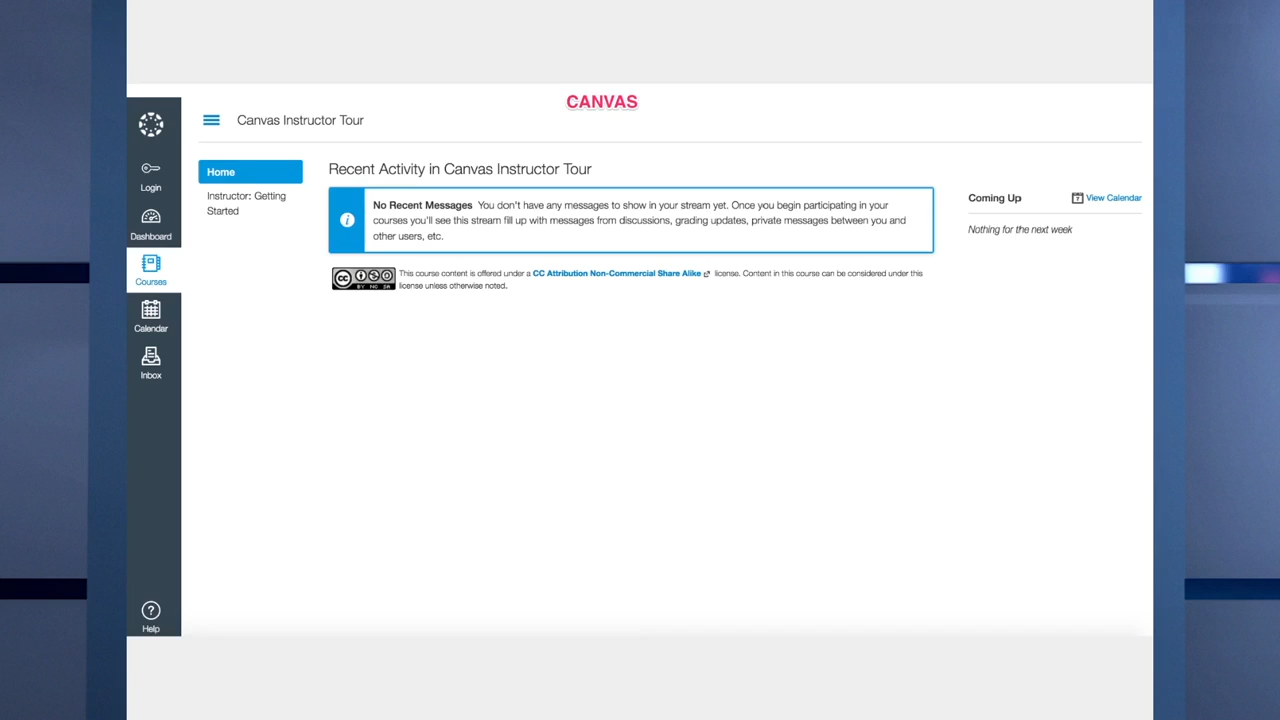 CANVAS
Canvas Instructor Tour
Login
Dashboard
Courses
Calendar
Inbox
Help
Home
Instructor: Getting
Started
Recent Activity in Canvas Instructor Tour
No Recent Messages You don't have any messages to show in your stream yet. Once you begin participating in your
courses you'll see this stream fill up with messages from discussions, grading updates, private messages between you and
other users, etc.
BY NC SA
This course content is offered under a CC Attribution Non-Commercial Share Alike license. Content in this course can be considered under this
license unless otherwise noted.
Coming Up
View Calendar
Nothing for the next week